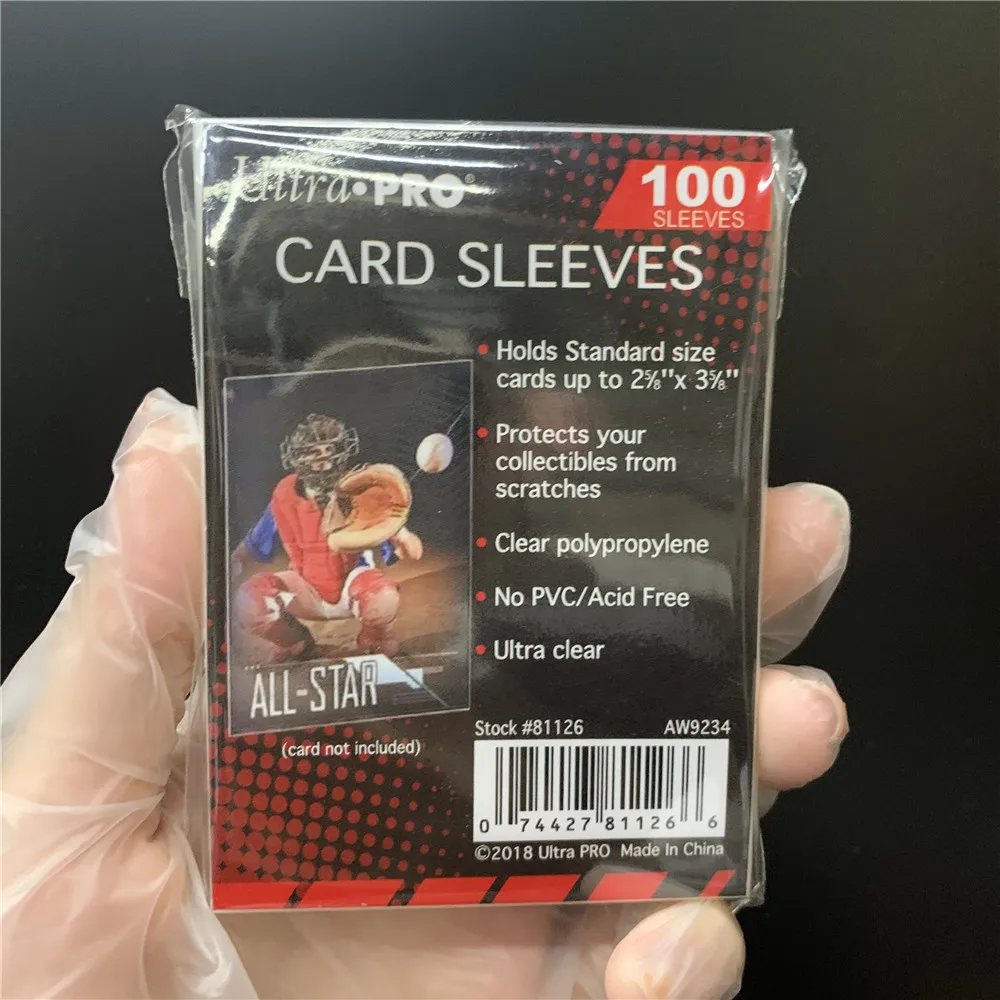 Ultra·PRO®
100
SLEEVES
CARD SLEEVES
• Holds Standard size
cards up to 2⅝"x 3⅝"
• Protects your
collectibles from
scratches
• Clear polypropylene
• No PVC/Acid Free
• Ultra clear
ALL-STAR
(card not included)
Stock #81126 AW9234
0 74427 81126 6
©2018 Ultra PRO Made In China